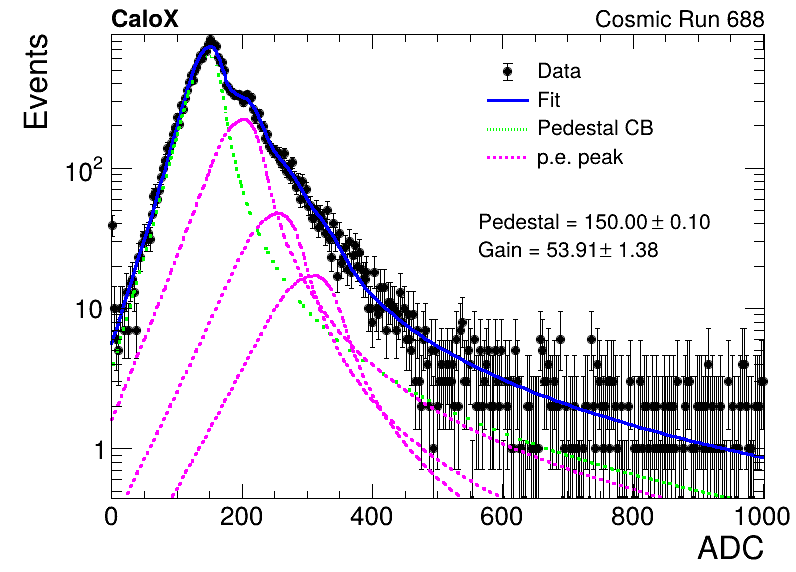 CaloX Cosmic Run 688
Events
Data
Fit
Pedestal CB
p.e. peak
Pedestal = 150.00 ± 0.10
Gain = 53.91 ± 1.38
10²
10
1
0 200 400 600 800 1000
ADC